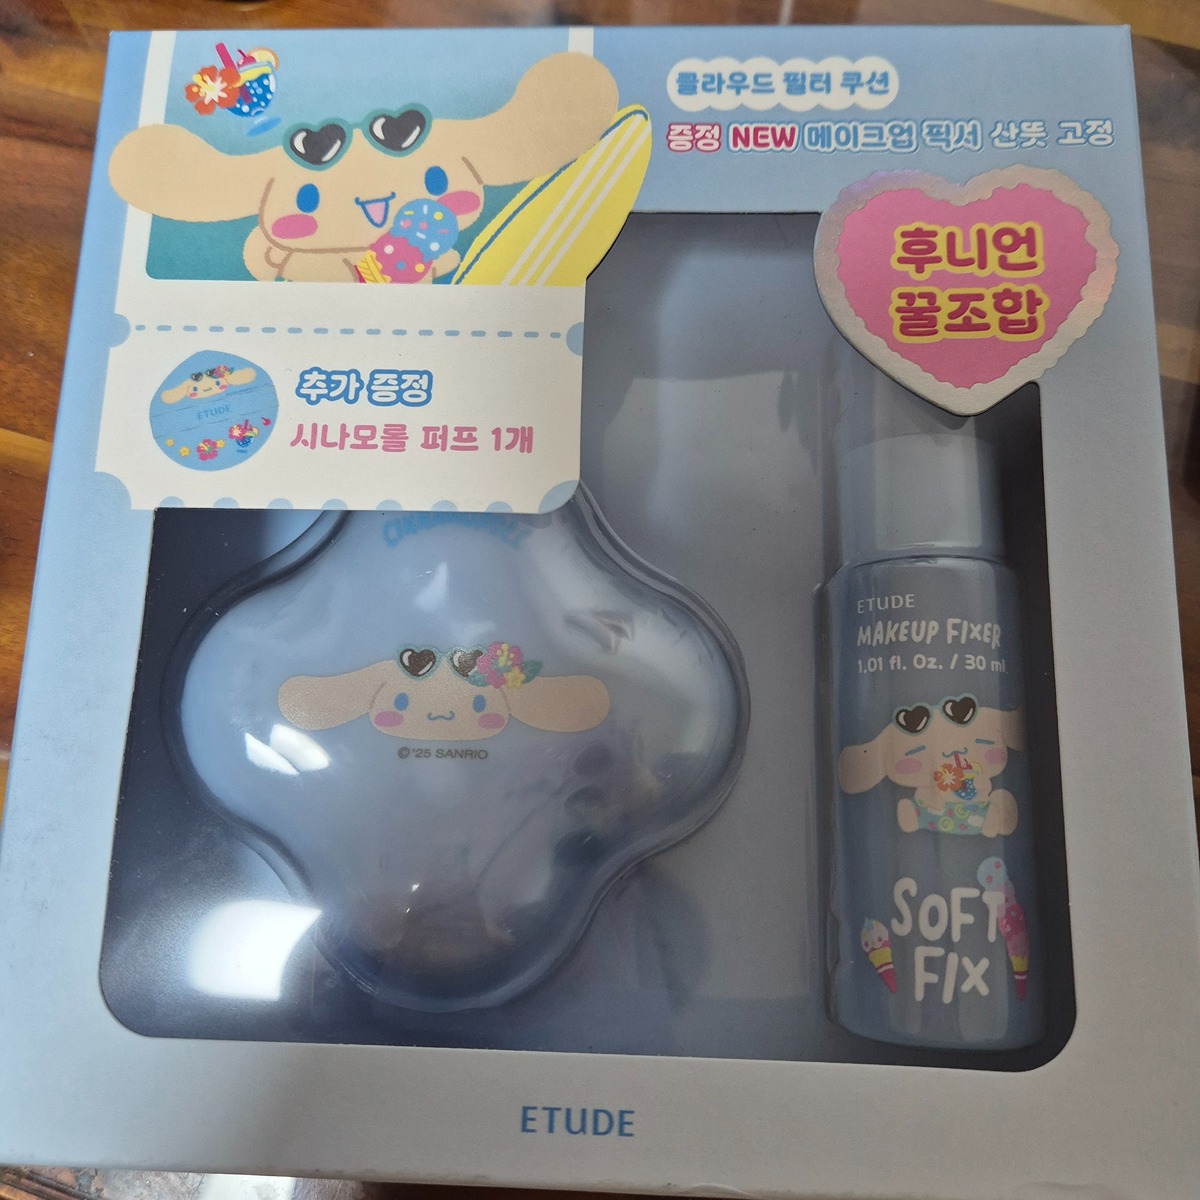 클라우드 필터 쿠션
증정 NEW 메이크업 픽서 산뜻 고정
후니언
꿀조합
ETUDE
추가 증정
시나모롤 퍼프 1개
©'25 SANRIO
ETUDE
MAKEUP FIXER
1.01 fl. Oz. / 30 ml
SOFT
FIX
ETUDE